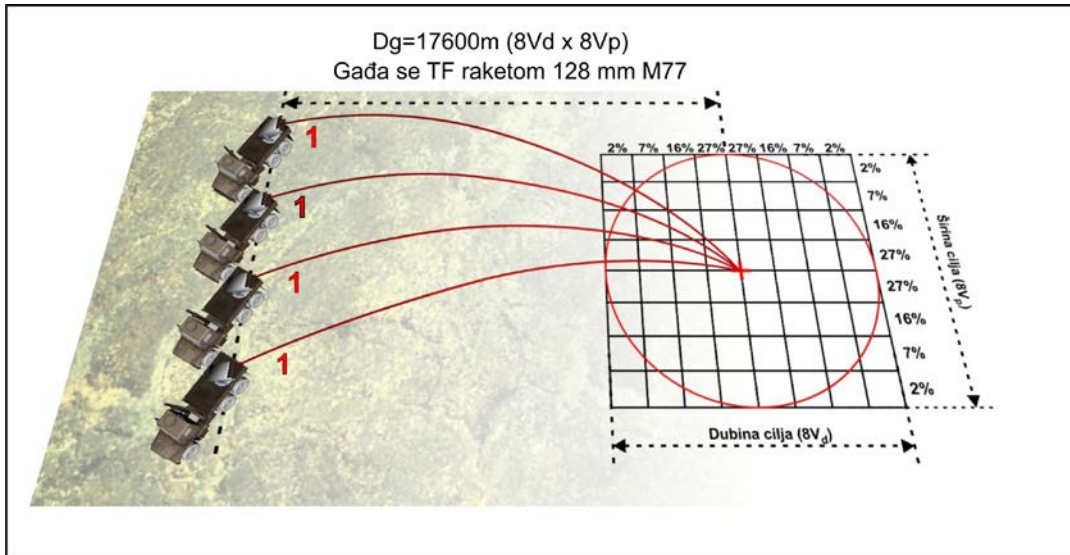 Dg=17600m (8Vd x 8Vp)
Gađa se TF raketom 128 mm M77
1
1
1
1
2% 7% 16% 27% 27% 16% 7% 2%
2%
7%
16%
27%
27%
16%
7%
2%
Širina cilja (8Vp)
Dubina cilja (8Vd)